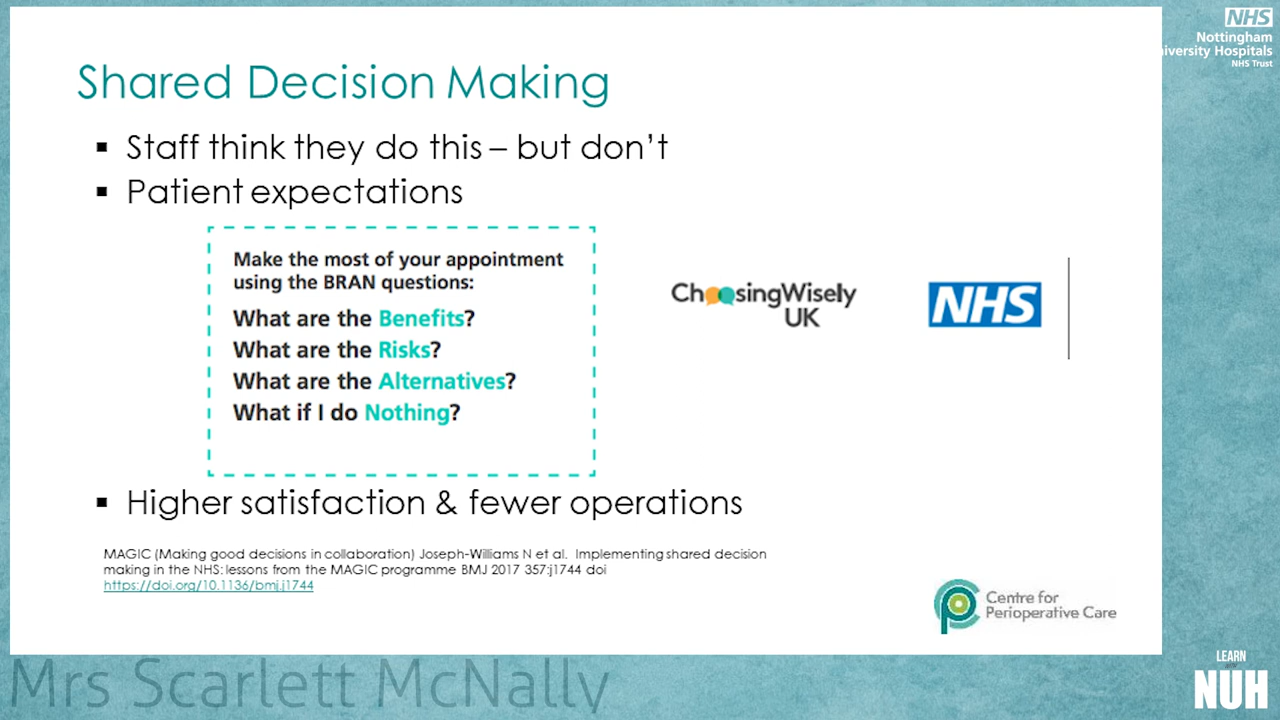 NHS
Nottingham
University Hospitals
NHS Trust
Shared Decision Making
▪ Staff think they do this – but don’t
▪ Patient expectations
Make the most of your appointment
using the BRAN questions:
What are the Benefits?
What are the Risks?
What are the Alternatives?
What if I do Nothing?
ChoosingWisely
UK
NHS
▪ Higher satisfaction & fewer operations
MAGIC (Making good decisions in collaboration) Joseph-Williams N et al. Implementing shared decision
making in the NHS: lessons from the MAGIC programme BMJ 2017 357:j1744 doi
https://doi.org/10.1136/bmj.j1744
Centre for
Perioperative Care
Mrs Scarlett McNally
LEARN
NUH